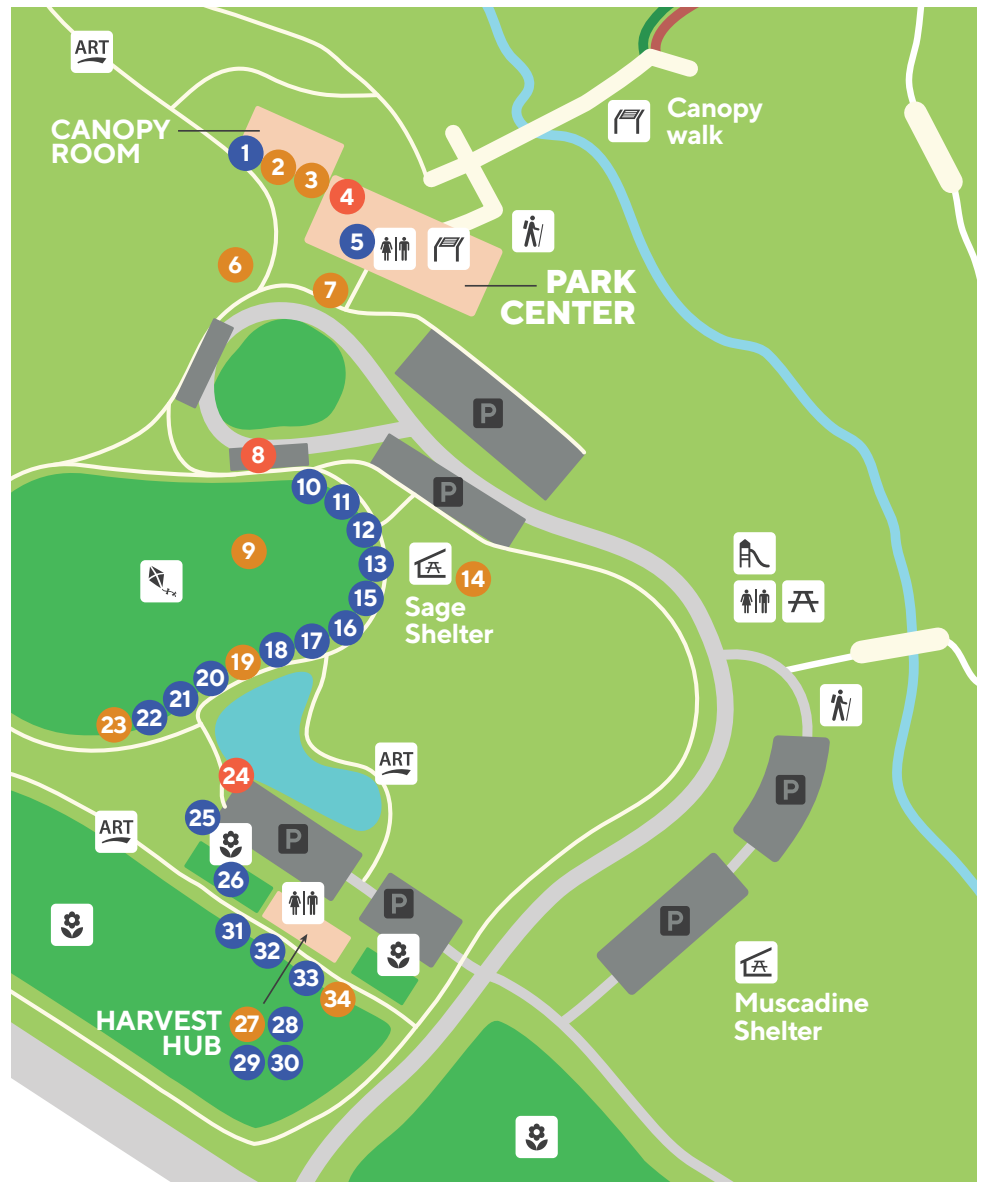 ART
CANOPY
ROOM
Canopy
walk
1
2
3
4
5
6
7
PARK
CENTER
P
8
P
10
11
12
9
13
14
15
Sage
Shelter
16
17
18
19
20
21
22
23
ART
24
P
25
ART
P
26
P
P
31
32
33
34
HARVEST
HUB
27
28
29
30
Muscadine
Shelter